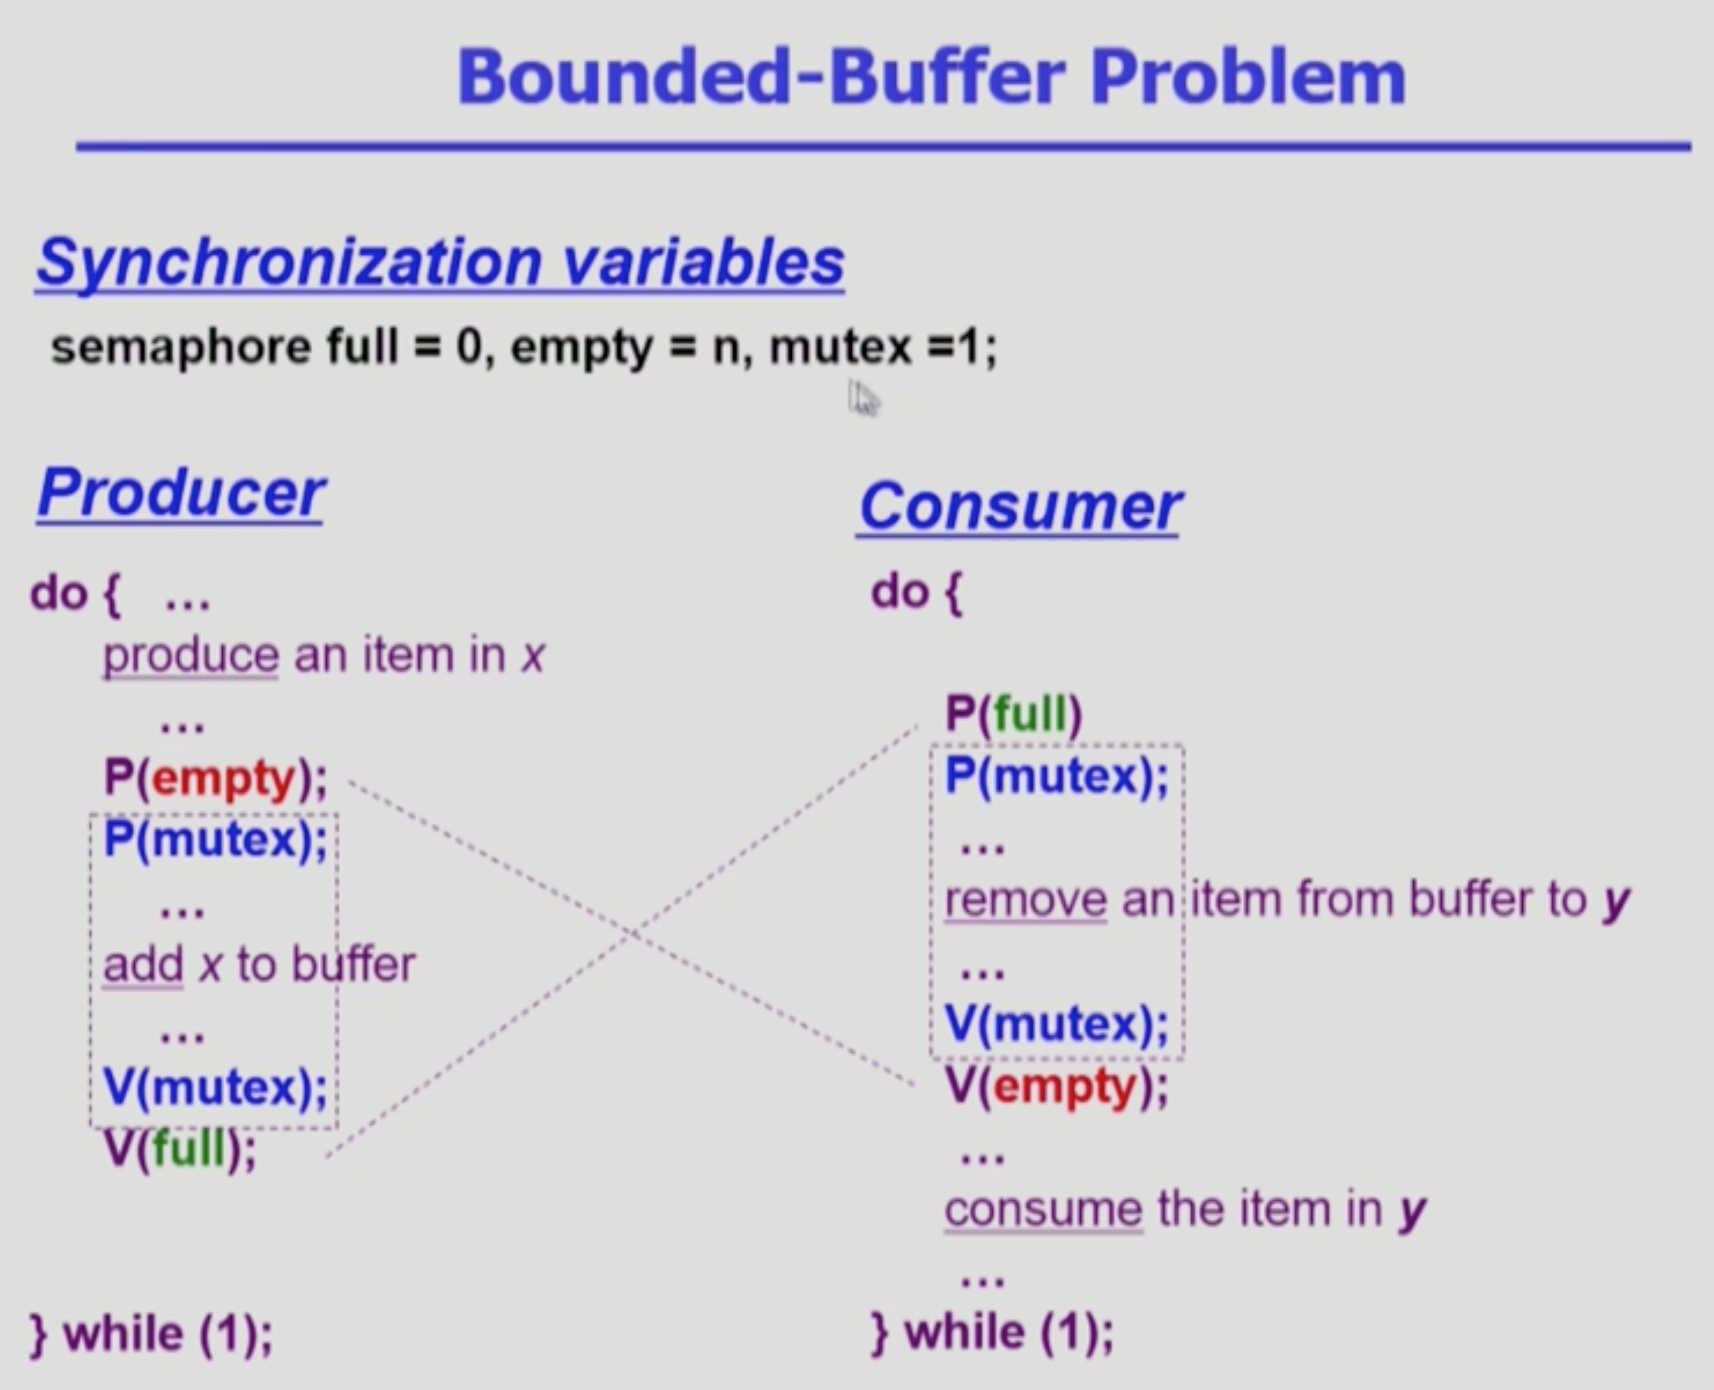 Bounded-Buffer Problem
Synchronization variables
semaphore full = 0, empty = n, mutex =1;
Producer
do {   ...
produce an item in x
...
P(empty);
P(mutex);
...
add x to buffer
...
V(mutex);
V(full);
} while (1);
Consumer
do {
P(full)
P(mutex);
...
remove an item from buffer to y
...
V(mutex);
V(empty);
...
consume the item in y
...
} while (1);